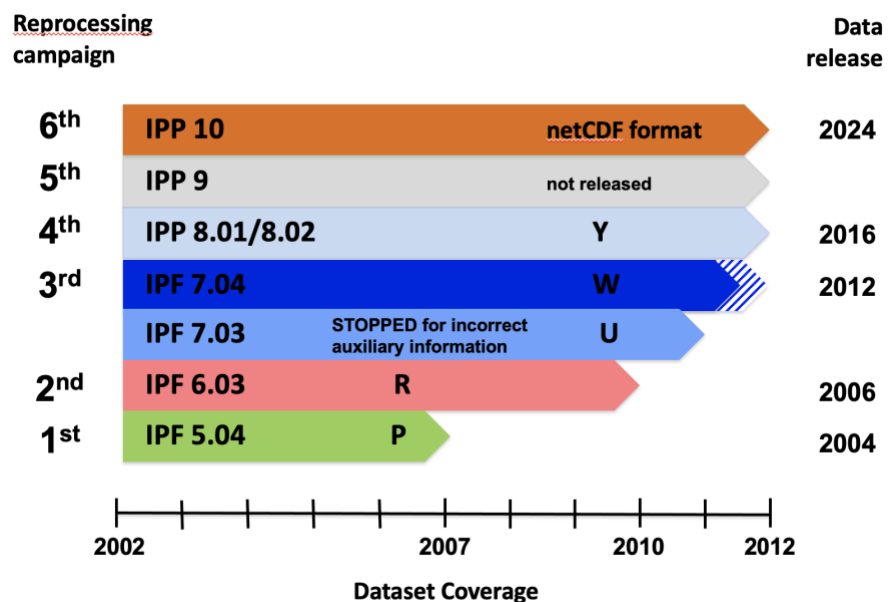 Reprocessing
campaign
Data
release
6th IPP 10 netCDF format 2024
5th IPP 9 not released
4th IPP 8.01/8.02 Y 2016
3rd IPF 7.04 W 2012
IPF 7.03 STOPPED for incorrect
auxiliary information U
2nd IPF 6.03 R 2006
1st IPF 5.04 P 2004
2002 2007 2010 2012
Dataset Coverage